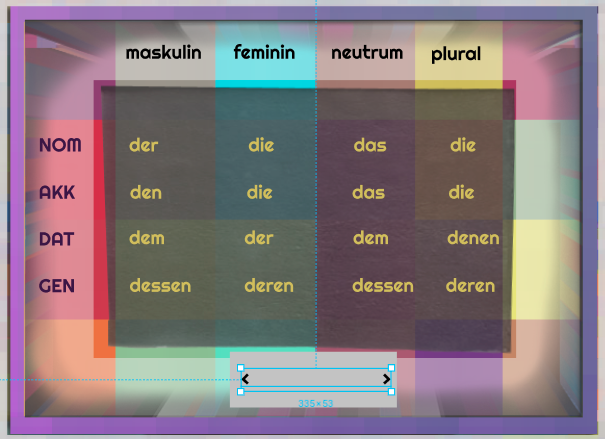 maskulin feminin neutrum plural
NOM der die das die
AKK den die das die
DAT dem der dem denen
GEN dessen deren dessen deren
335×53